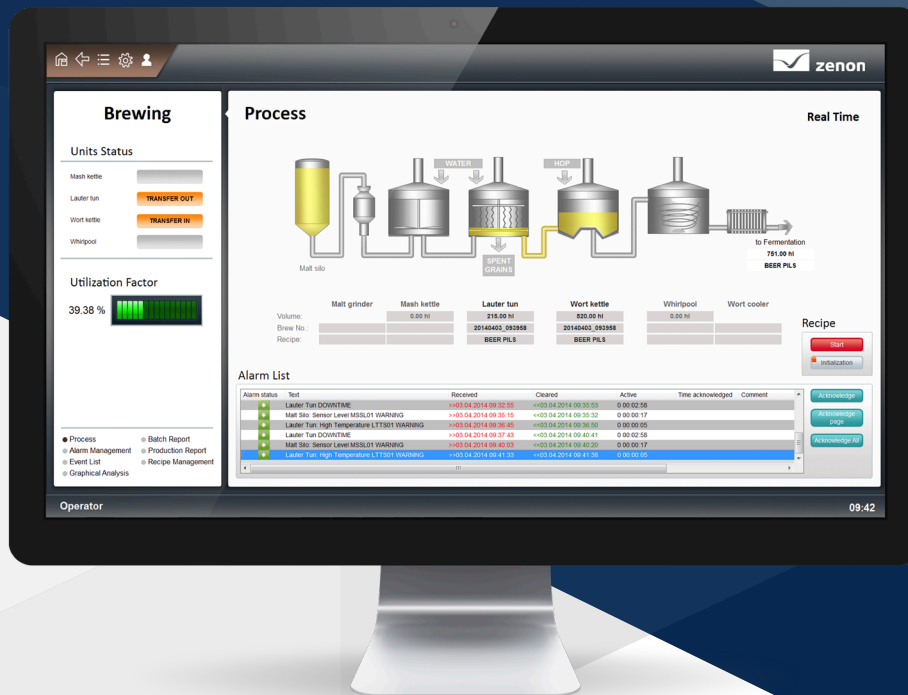 zenon
Brewing
Units Status
Mash kettle
Lauter tun TRANSFER OUT
Wort kettle TRANSFER IN
Whirlpool
Utilization Factor
39.38 %
Process Batch Report
Alarm Management Production Report
Event List Recipe Management
Graphical Analysis
Process
Real Time
WATER HOP
SPENT
GRAINS
Malt silo
to Fermentation
751.00 hl
BEER PILS
Malt grinder Mash kettle Lauter tun Wort kettle Whirlpool Wort cooler
Volume: 0.00 hl 215.00 hl 520.00 hl 0.00 hl
Brew No.: 20140403_093958 20140403_093958
Recipe: BEER PILS BEER PILS
Recipe
Start
Initialization
Alarm List
Alarm status Text Received Cleared Active Time acknowledged Comment
Lauter Tun DOWNTIME >>03.04.2014 09:32:55 <<03.04.2014 09:35:53 0 00:02:58
Malt Silo: Sensor Level MSSL01 WARNING >>03.04.2014 09:35:15 <<03.04.2014 09:35:32 0 00:00:17
Lauter Tun: High Temperature LTTS01 WARNING >>03.04.2014 09:36:45 <<03.04.2014 09:36:50 0 00:00:05
Lauter Tun DOWNTIME >>03.04.2014 09:37:43 <<03.04.2014 09:40:41 0 00:02:58
Malt Silo: Sensor Level MSSL01 WARNING >>03.04.2014 09:40:03 <<03.04.2014 09:40:20 0 00:00:17
Lauter Tun: High Temperature LTTS01 WARNING >>03.04.2014 09:41:33 <<03.04.2014 09:41:38 0 00:00:05
Acknowledge
Acknowledge
page
Acknowledge All
Operator
09:42